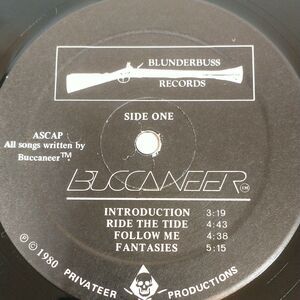 BLUNDERBUSS
RECORDS
SIDE ONE
ASCAP
All songs written by
Buccaneer™
BUCCANEER
INTRODUCTION 3:19
RIDE THE TIDE 4:43
FOLLOW ME 4:38
FANTASIES 5:15
℗ © 1980 PRIVATEER PRODUCTIONS